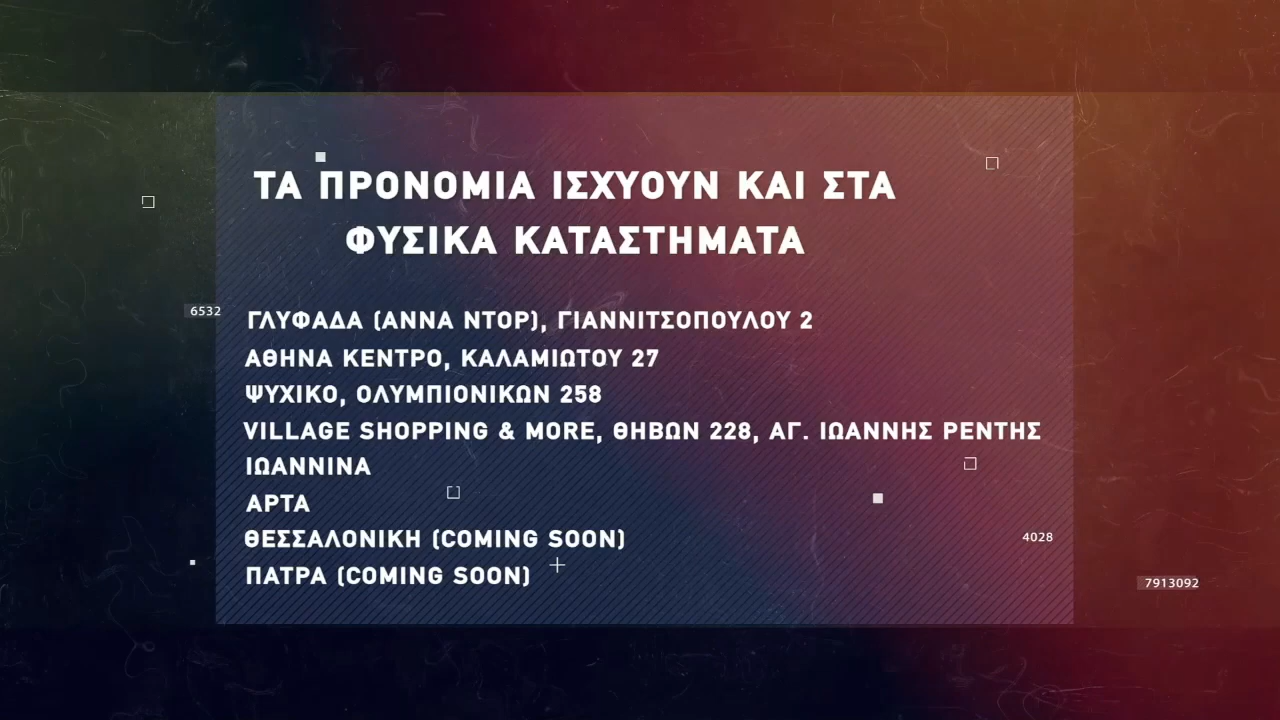 ΤΑ ΠΡΟΝΟΜΙΑ ΙΣΧΥΟΥΝ ΚΑΙ ΣΤΑ
ΦΥΣΙΚΑ ΚΑΤΑΣΤΗΜΑΤΑ
6532
ΓΛΥΦΑΔΑ (ΑΝΝΑ ΝΤΟΡ), ΓΙΑΝΝΙΤΣΟΠΟΥΛΟΥ 2
ΑΘΗΝΑ ΚΕΝΤΡΟ, ΚΑΛΑΜΙΩΤΟΥ 27
ΨΥΧΙΚΟ, ΟΛΥΜΠΙΟΝΙΚΩΝ 258
VILLAGE SHOPPING & MORE, ΘΗΒΩΝ 228, ΑΓ. ΙΩΑΝΝΗΣ ΡΕΝΤΗΣ
ΙΩΑΝΝΙΝΑ
ΑΡΤΑ
ΘΕΣΣΑΛΟΝΙΚΗ (COMING SOON)
4028
ΠΑΤΡΑ (COMING SOON)
7913092